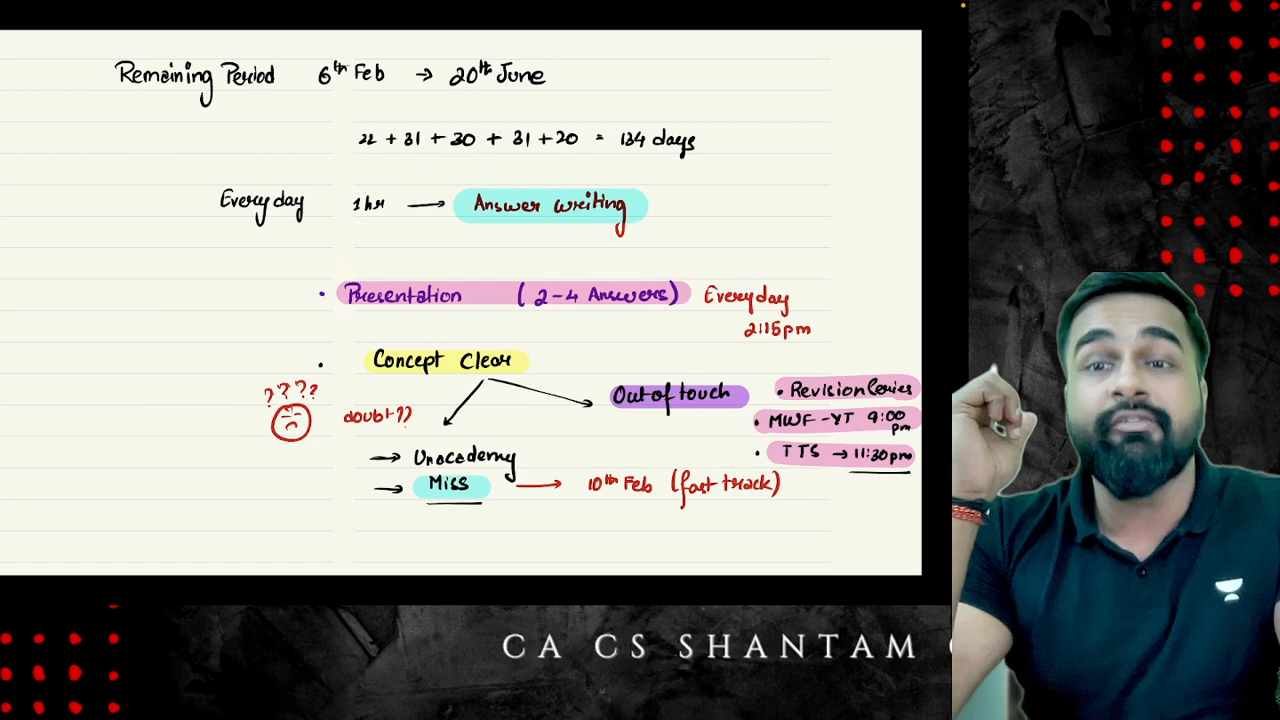 Remaining Period 6th Feb → 20th June
22 + 31 + 30 + 31 + 20 = 134 days
Every day 1 hr → Answer writing
• Presentation (2-4 Answers) Everyday
2:15pm
• Concept Clear
Out of touch
• Revision Series
? ? ? ?
doubt??
• MWF - YT 9:00
pm
• TTS → 11:30pm
→ Unacademy
→ Miss → 10th Feb (fast track)
CA CS SHANTAM